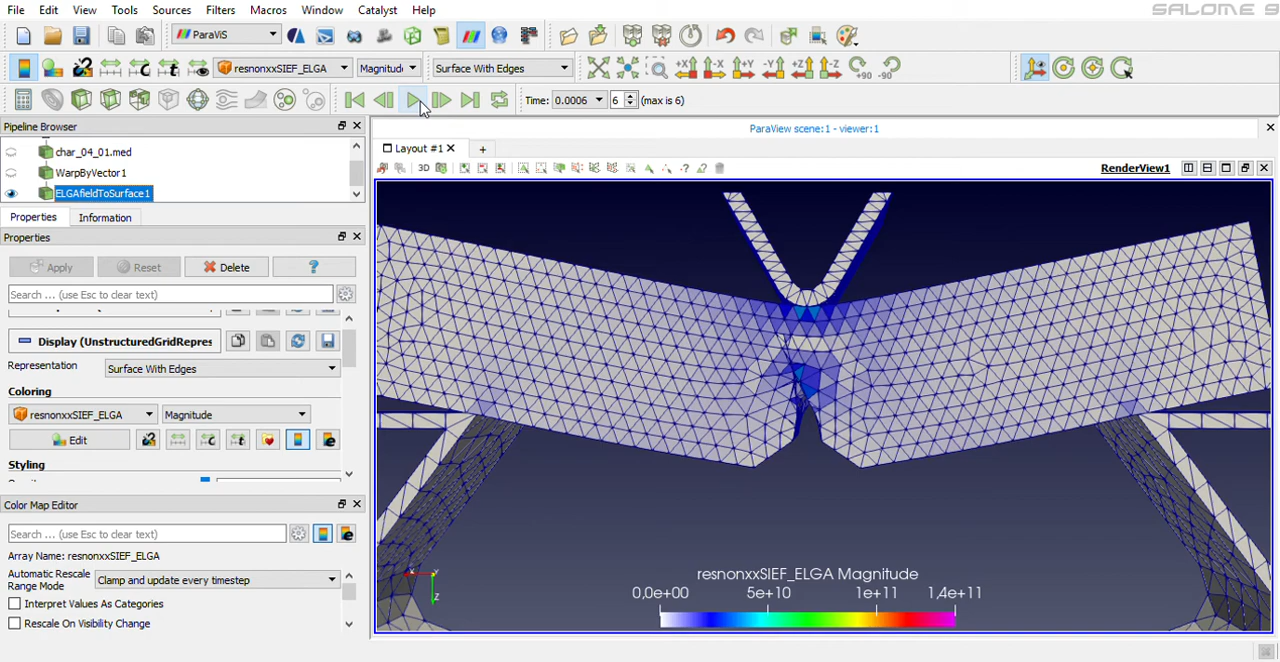 File Edit View Tools Sources Filters Macros Window Catalyst Help
SALOME 9
ParaViS
resnonxxSIEF_ELGA Magnitud Surface With Edges +X -X +Y -Y +Z -Z +90 -90
Time: 0.0006 6 (max is 6)
Pipeline Browser
ParaView scene:1 - viewer:1
char_04_01.med
WarpByVector1
ELGAfieldToSurface1
Layout #1 +
3D ? ?
RenderView1
Properties Information
Properties
Apply Reset Delete ?
Search ... (use Esc to clear text)
Display (UnstructuredGridRepres
Representation Surface With Edges
Coloring
resnonxxSIEF_ELGA Magnitude
Edit
Styling
Color Map Editor
Search ... (use Esc to clear text)
Array Name: resnonxxSIEF_ELGA
Automatic Rescale
Range Mode
Clamp and update every timestep
Interpret Values As Categories
Rescale On Visibility Change
X Y
Z
resnonxxSIEF_ELGA Magnitude
0.0e+00 5e+10 1e+11 1.4e+11